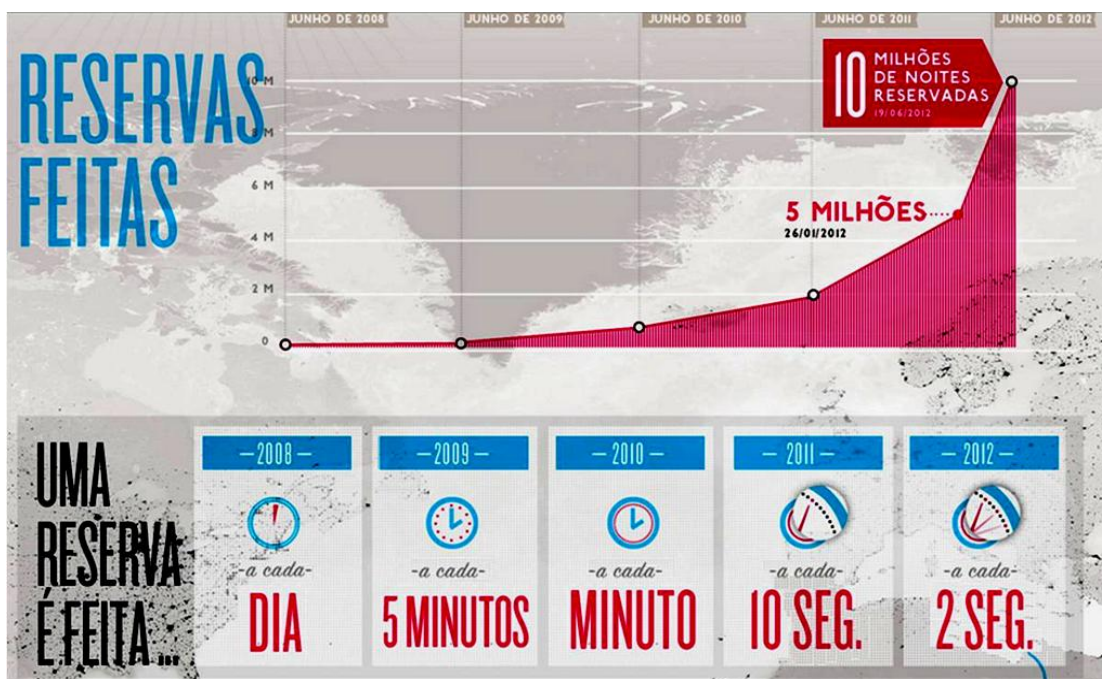 JUNHO DE 2008
JUNHO DE 2009
JUNHO DE 2010
JUNHO DE 2011
JUNHO DE 2012
RESERVAS
FEITAS
10 M
8 M
6 M
4 M
2 M
0
10 MILHÕES
DE NOITES
RESERVADAS
19/06/2012
5 MILHÕES
26/01/2012
UMA
RESERVA
É FEITA...
— 2008 —
-a cada-
DIA
— 2009 —
-a cada-
5 MINUTOS
— 2010 —
-a cada-
MINUTO
— 2011 —
-a cada-
10 SEG.
— 2012 —
-a cada-
2 SEG.